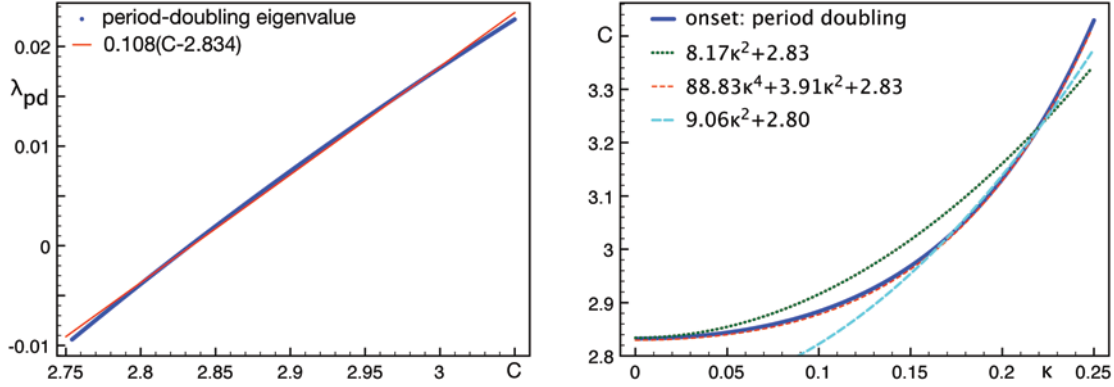 period-doubling eigenvalue
0.108(C-2.834)
0.02
λpd
0.01
0
-0.01
2.75
2.8
2.85
2.9
2.95
3
C
onset: period doubling
8.17κ²+2.83
88.83κ⁴+3.91κ²+2.83
9.06κ²+2.80
C
3.3
3.2
3.1
3
2.9
2.8
0
0.05
0.1
0.15
0.2
κ
0.25